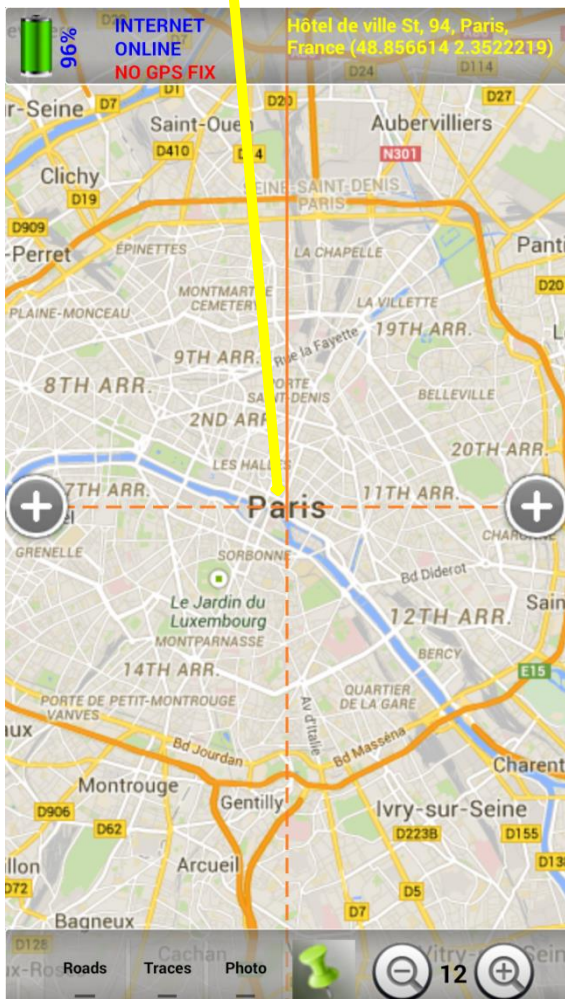 96%
INTERNET
ONLINE
NO GPS FIX
Hôtel de ville St, 94, Paris,
France (48.856614 2.3522219)
D24
D114
D1
D27
r-Seine
D7
D20
Saint-Ouen
Aubervilliers
D410
N301
Clichy
D19
SEINE-SAINT-DENIS
PARIS
D909
-Perret
ÉPINETTES
LA CHAPELLE
Panti
D20
MONTMARTRE
CEMETERY
LA VILLETTE
PLAINE-MONCEAU
19TH ARR.
Rue la Fayette
9TH ARR.
8TH ARR.
PORTE
SAINT-DENIS
BELLEVILLE
2ND ARR.
20TH ARR.
LES HALLES
7TH ARR.
11TH ARR.
Paris
GRENELLE
SORBONNE
Bd Diderot
Le Jardin du
Luxembourg
12TH ARR.
Sain
MONTPARNASSE
BERCY
14TH ARR.
E15
QUARTIER
DE LA GARE
PORTE DE PETIT-MONTROUGE
VANVES
Av d'Italie
Bd Jourdan
Bd Masséna
Charent
Montrouge
Gentilly
Ivry-sur-Seine
D906
D62
D223B
D155
Arcueil
D5
D7
Bagneux
D128
Cachan
Vitry-
Sein
Roads
Traces
Photo
12